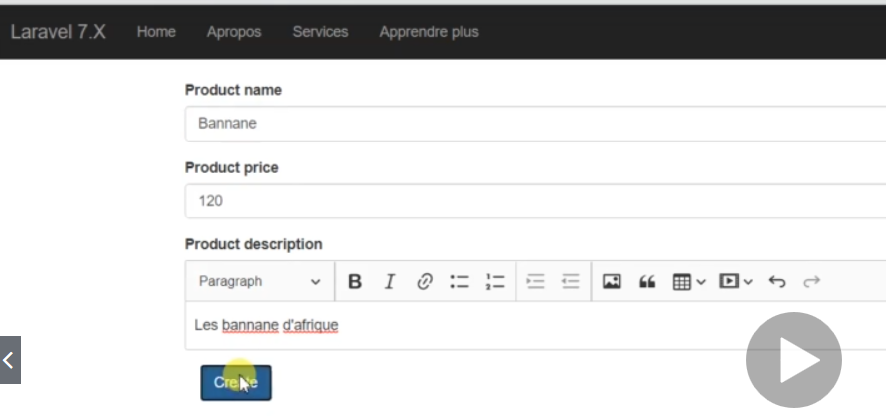 Laravel 7.X Home Apropos Services Apprendre plus
Product name
Bannane
Product price
120
Product description
Paragraph B I
Les bannane d'afrique
Create